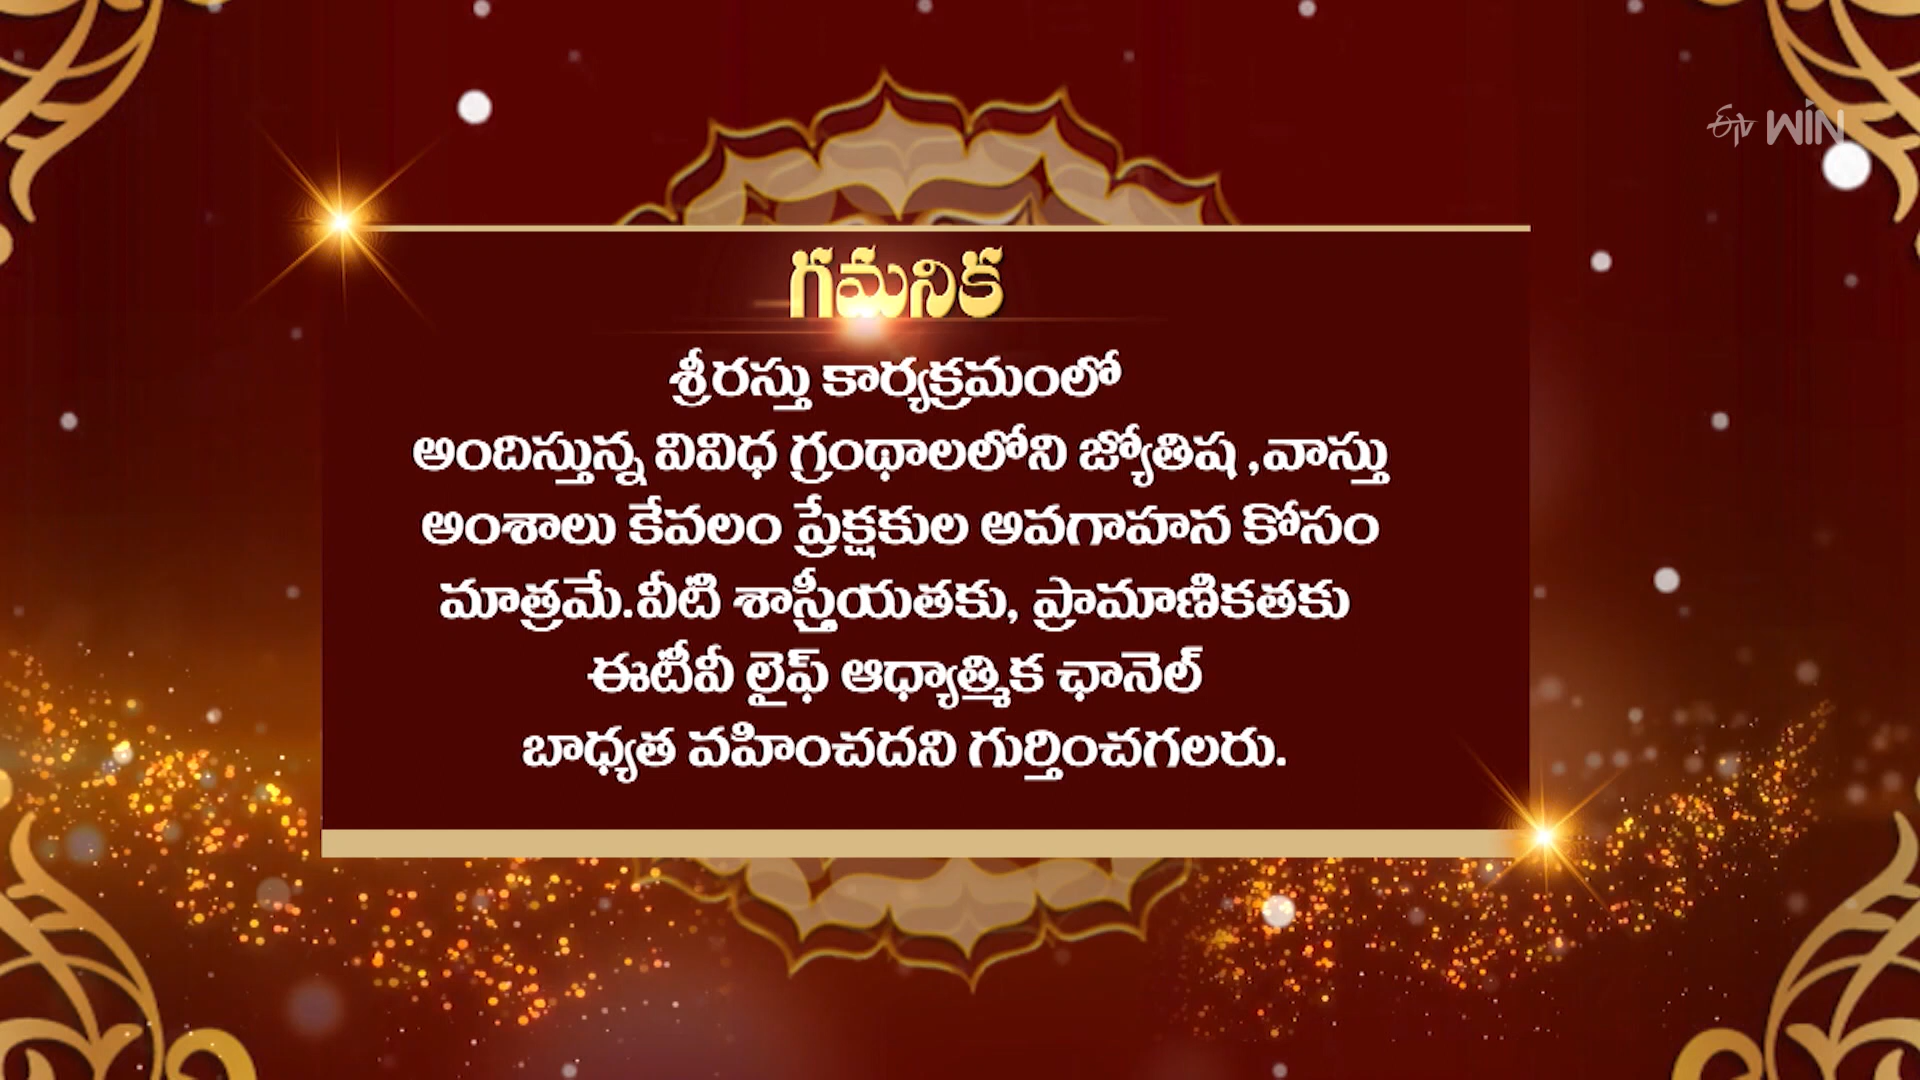 ఈటీవీ WIN
గమనిక
శ్రీరస్తు కార్యక్రమంలో
అందిస్తున్న వివిధ గ్రంథాలలోని జ్యోతిష ,వాస్తు
అంశాలు కేవలం ప్రేక్షకుల అవగాహన కోసం
మాత్రమే.వీటి శాస్త్రీయతకు, ప్రామాణికతకు
ఈటీవీ లైఫ్ ఆధ్యాత్మిక ఛానెల్
బాధ్యత వహించదని గుర్తించగలరు.